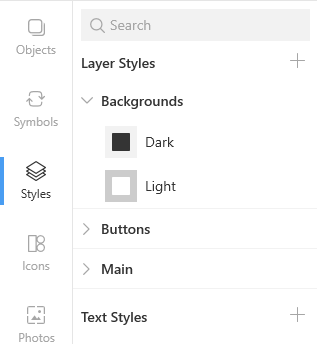 Search
Objects
Layer Styles
Backgrounds
Symbols
Dark
Light
Styles
Buttons
Icons
Main
Text Styles
Photos